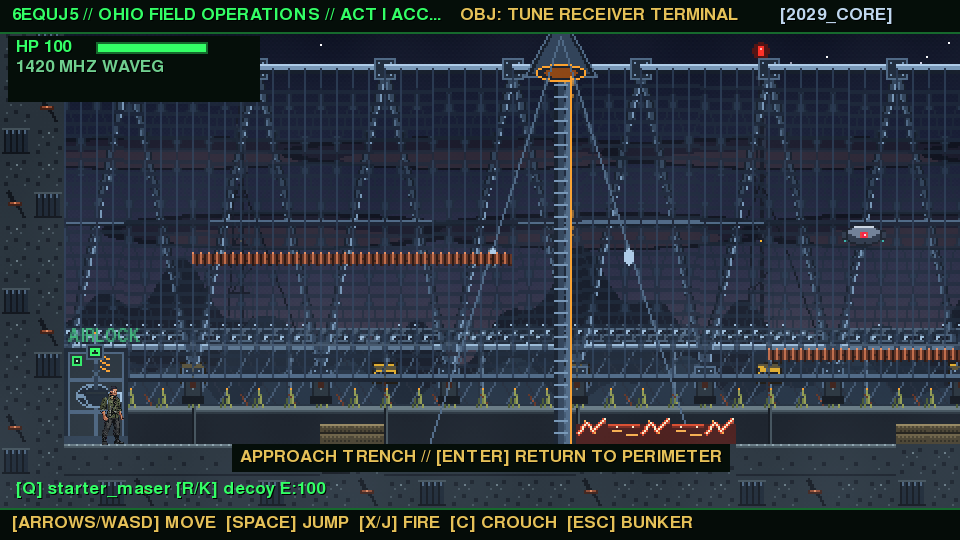 6EQUJ5 // OHIO FIELD OPERATIONS // ACT I ACC... OBJ: TUNE RECEIVER TERMINAL [2029_CORE]
HP 100
1420 MHZ WAVEG
AIRLOCK
APPROACH TRENCH // [ENTER] RETURN TO PERIMETER
[Q] starter_maser [R/K] decoy E:100
[ARROWS/WASD] MOVE [SPACE] JUMP [X/J] FIRE [C] CROUCH [ESC] BUNKER